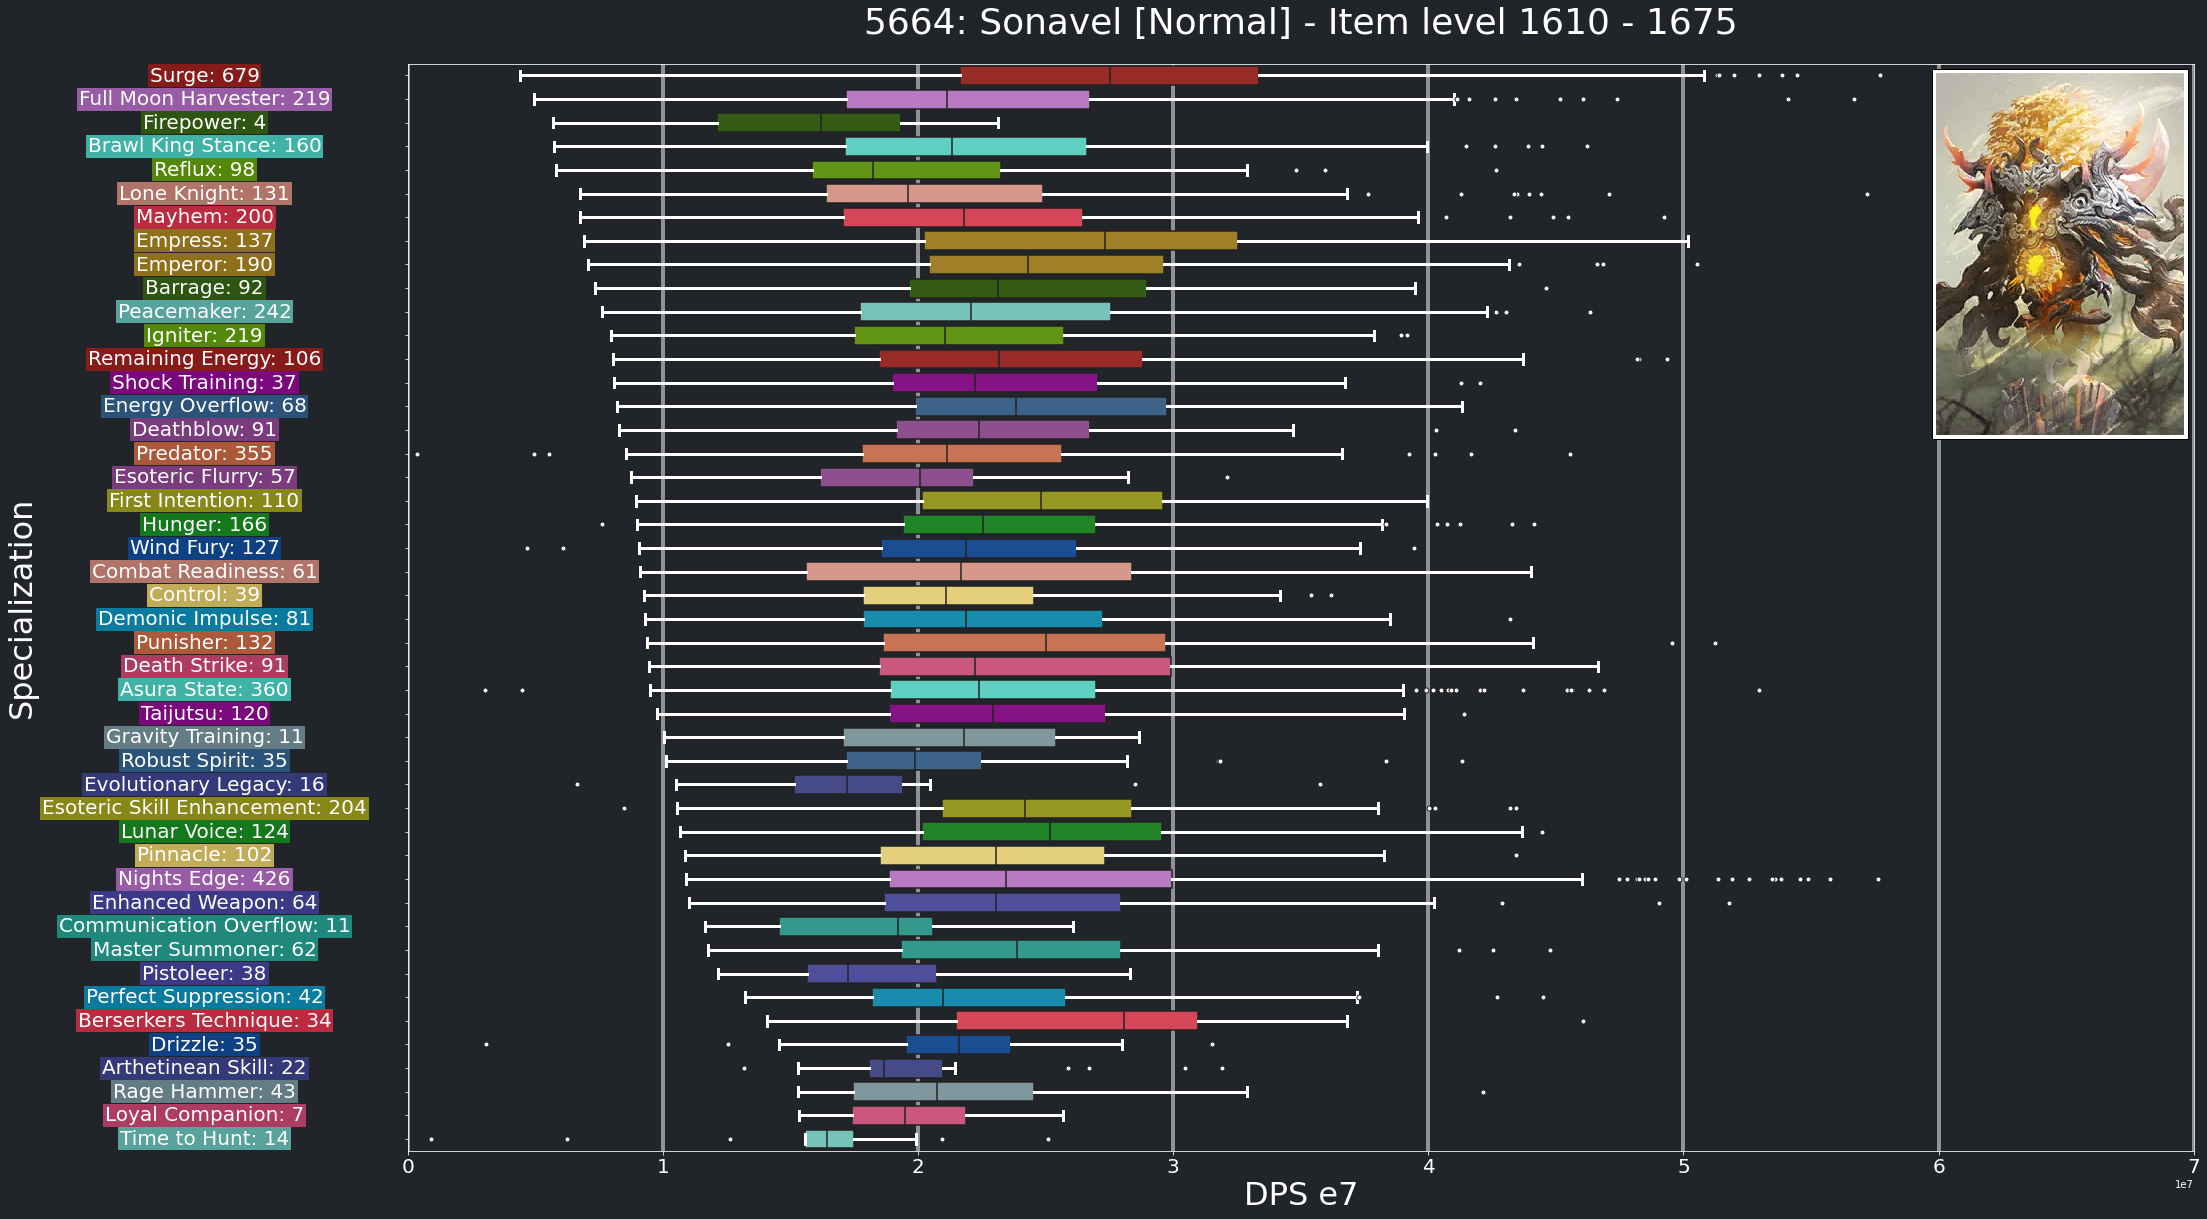 5664: Sonavel [Normal] - Item level 1610 - 1675
Specialization
Surge: 679
Full Moon Harvester: 219
Firepower: 4
Brawl King Stance: 160
Reflux: 98
Lone Knight: 131
Mayhem: 200
Empress: 137
Emperor: 190
Barrage: 92
Peacemaker: 242
Igniter: 219
Remaining Energy: 106
Shock Training: 37
Energy Overflow: 68
Deathblow: 91
Predator: 355
Esoteric Flurry: 57
First Intention: 110
Hunger: 166
Wind Fury: 127
Combat Readiness: 61
Control: 39
Demonic Impulse: 81
Punisher: 132
Death Strike: 91
Asura State: 360
Taijutsu: 120
Gravity Training: 11
Robust Spirit: 35
Evolutionary Legacy: 16
Esoteric Skill Enhancement: 204
Lunar Voice: 124
Pinnacle: 102
Nights Edge: 426
Enhanced Weapon: 64
Communication Overflow: 11
Master Summoner: 62
Pistoleer: 38
Perfect Suppression: 42
Berserkers Technique: 34
Drizzle: 35
Arthetinean Skill: 22
Rage Hammer: 43
Loyal Companion: 7
Time to Hunt: 14
0 1 2 3 4 5 6 7
1e7
DPS e7